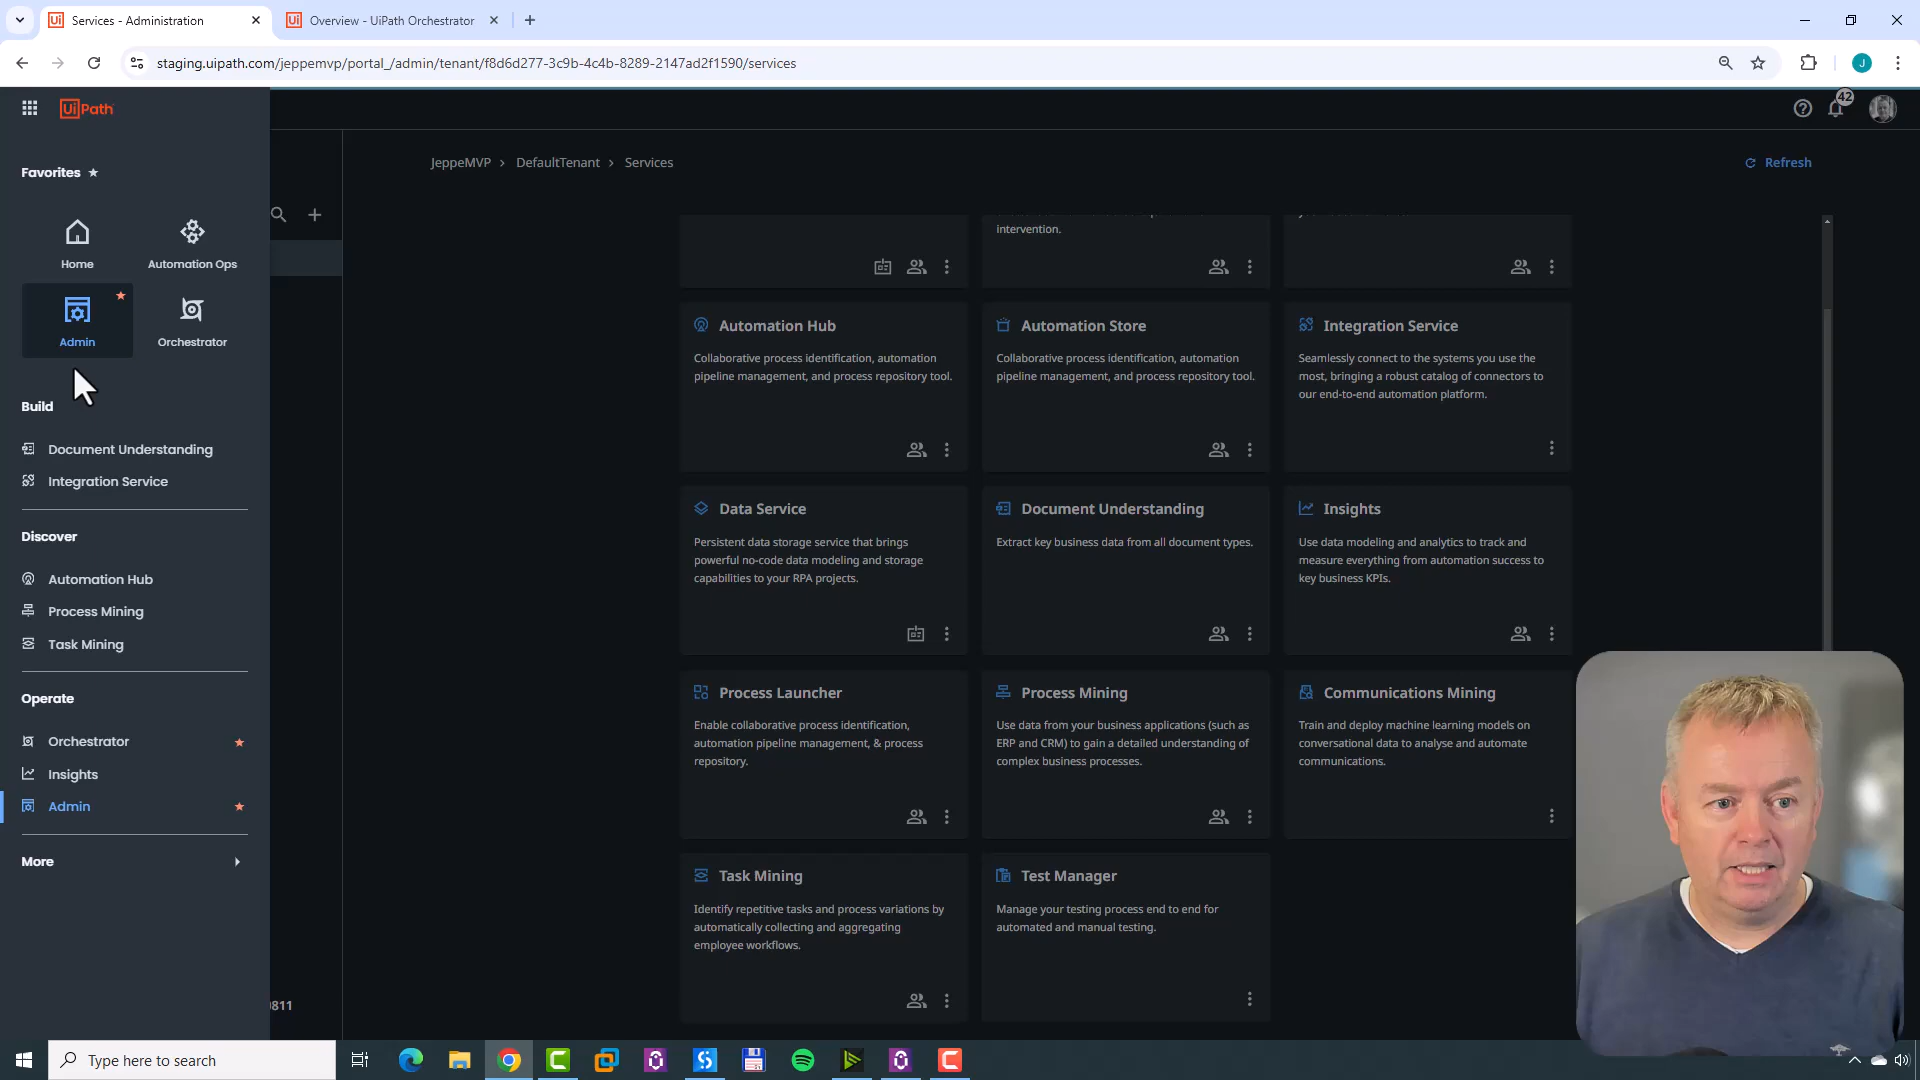 Services - Administration
Overview - UiPath Orchestrator
staging.uipath.com/jeppemvp/portal_/admin/tenant/f8d6d277-3c9b-4c4b-8289-2147ad2f1590/services
J
UiPath
42
JeppeMVP > DefaultTenant > Services
Refresh
Favorites
Home
Automation Ops
Admin
Orchestrator
Build
Document Understanding
Integration Service
Discover
Automation Hub
Process Mining
Task Mining
Operate
Orchestrator
Insights
Admin
More
intervention.
Automation Hub
Collaborative process identification, automation
pipeline management, and process repository tool.
Automation Store
Collaborative process identification, automation
pipeline management, and process repository tool.
Integration Service
Seamlessly connect to the systems you use the
most, bringing a robust catalog of connectors to
our end-to-end automation platform.
Data Service
Persistent data storage service that brings
powerful no-code data modeling and storage
capabilities to your RPA projects.
Document Understanding
Extract key business data from all document types.
Insights
Use data modeling and analytics to track and
measure everything from automation success to
key business KPIs.
Process Launcher
Enable collaborative process identification,
automation pipeline management, & process
repository.
Process Mining
Use data from your business applications (such as
ERP and CRM) to gain a detailed understanding of
complex business processes.
Communications Mining
Train and deploy machine learning models on
conversational data to analyse and automate
communications.
Task Mining
Identify repetitive tasks and process variations by
automatically collecting and aggregating
employee workflows.
Test Manager
Manage your testing process end to end for
automated and manual testing.
0811
Type here to search